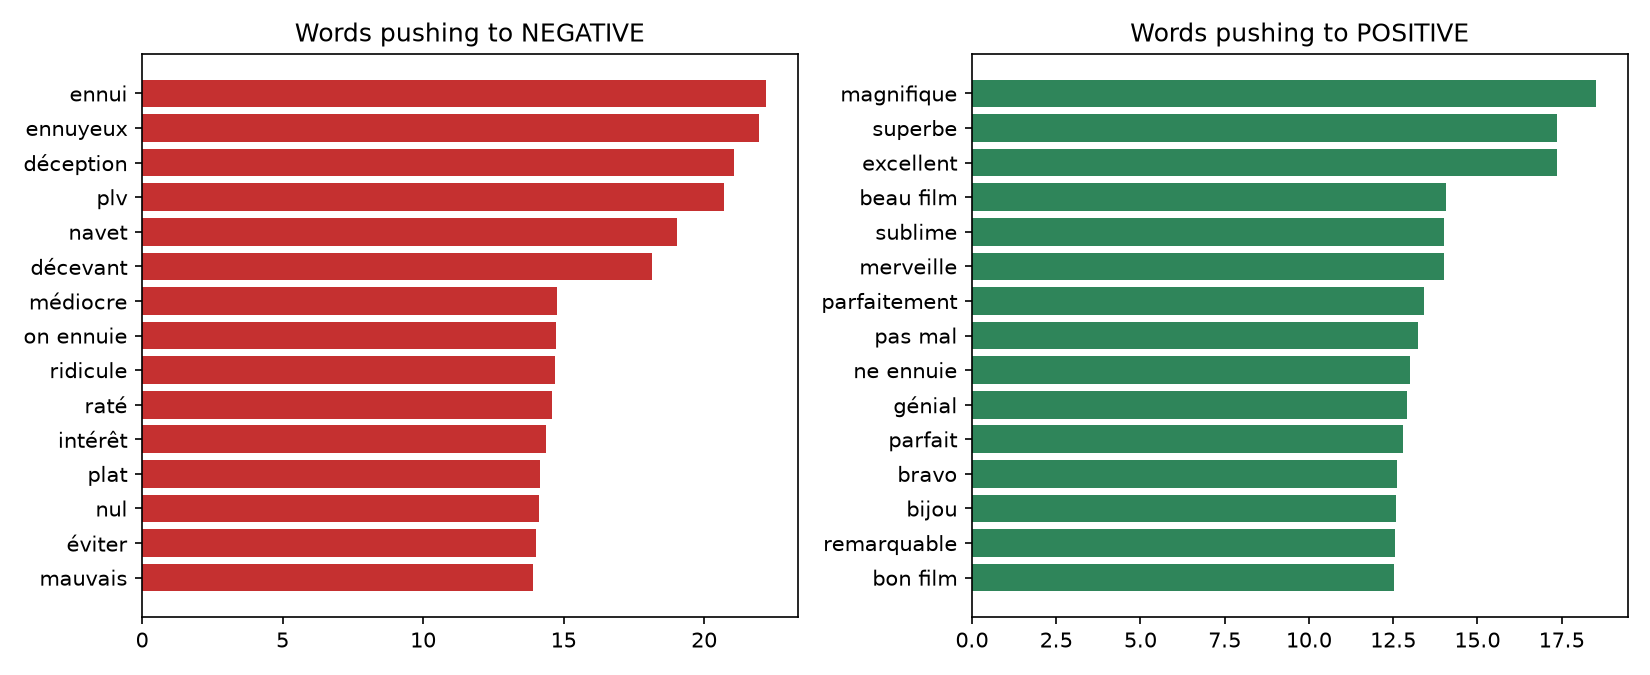 Words pushing to NEGATIVE
ennui
ennuyeux
déception
plv
navet
décevant
médiocre
on ennuie
ridicule
raté
intérêt
plat
nul
éviter
mauvais
0 5 10 15 20
Words pushing to POSITIVE
magnifique
superbe
excellent
beau film
sublime
merveille
parfaitement
pas mal
ne ennuie
génial
parfait
bravo
bijou
remarquable
bon film
0.0 2.5 5.0 7.5 10.0 12.5 15.0 17.5